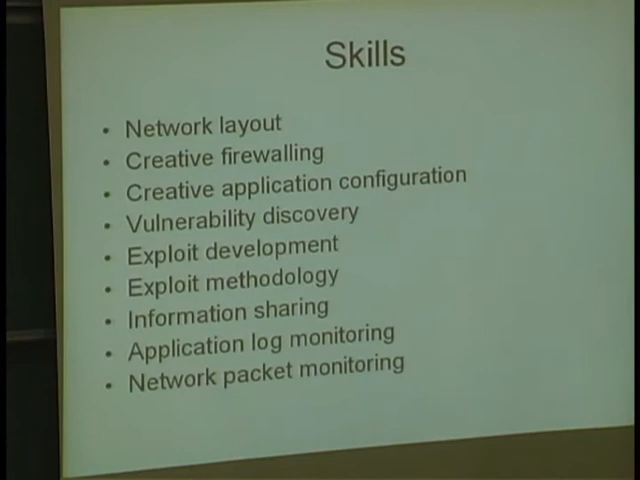 Skills
• Network layout
• Creative firewalling
• Creative application configuration
• Vulnerability discovery
• Exploit development
• Exploit methodology
• Information sharing
• Application log monitoring
• Network packet monitoring